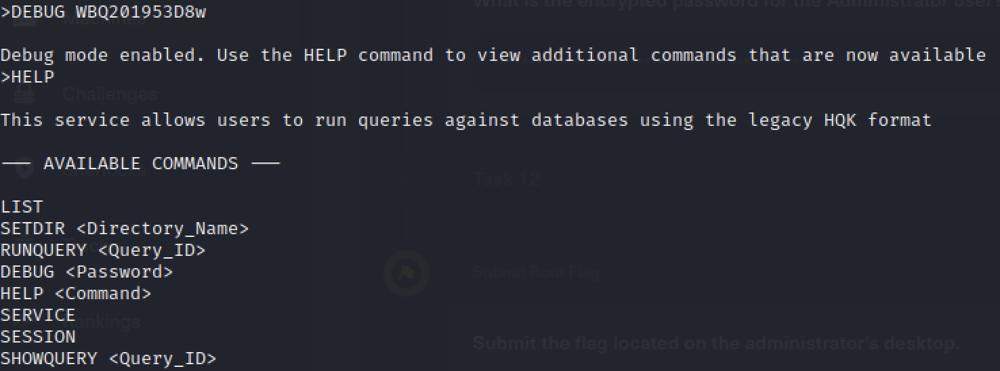 What is the encrypted password for the Administrator user
>DEBUG WBQ201953D8w
Machines
Debug mode enabled. Use the HELP command to view additional commands that are now available
>HELP
Challenges
This service allows users to run queries against databases using the legacy HQK format
—— AVAILABLE COMMANDS ——
Sherlocks
Task 12
LIST
SETDIR <Directory_Name>
RUNQUERY <Query_ID>
DEBUG <Password>
Submit Root Flag
HELP <Command>
SERVICE
Rankings
SESSION
Submit the flag located on the administrator's desktop.
SHOWQUERY <Query_ID>